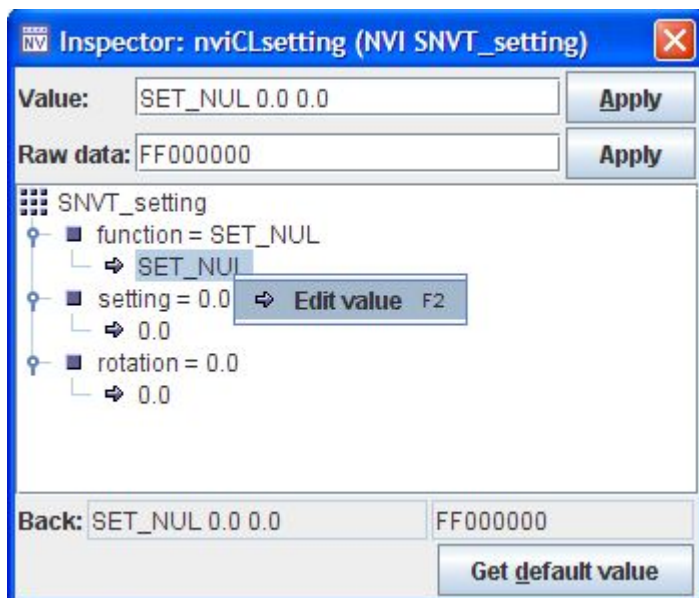 NV Inspector: nviCLsetting (NVI SNVT_setting)
Value: SET_NUL 0.0 0.0 Apply
Raw data: FF000000 Apply
SNVT_setting
function = SET_NUL
SET_NUL
setting = 0.0 Edit value F2
0.0
rotation = 0.0
0.0
Back: SET_NUL 0.0 0.0 FF000000
Get default value